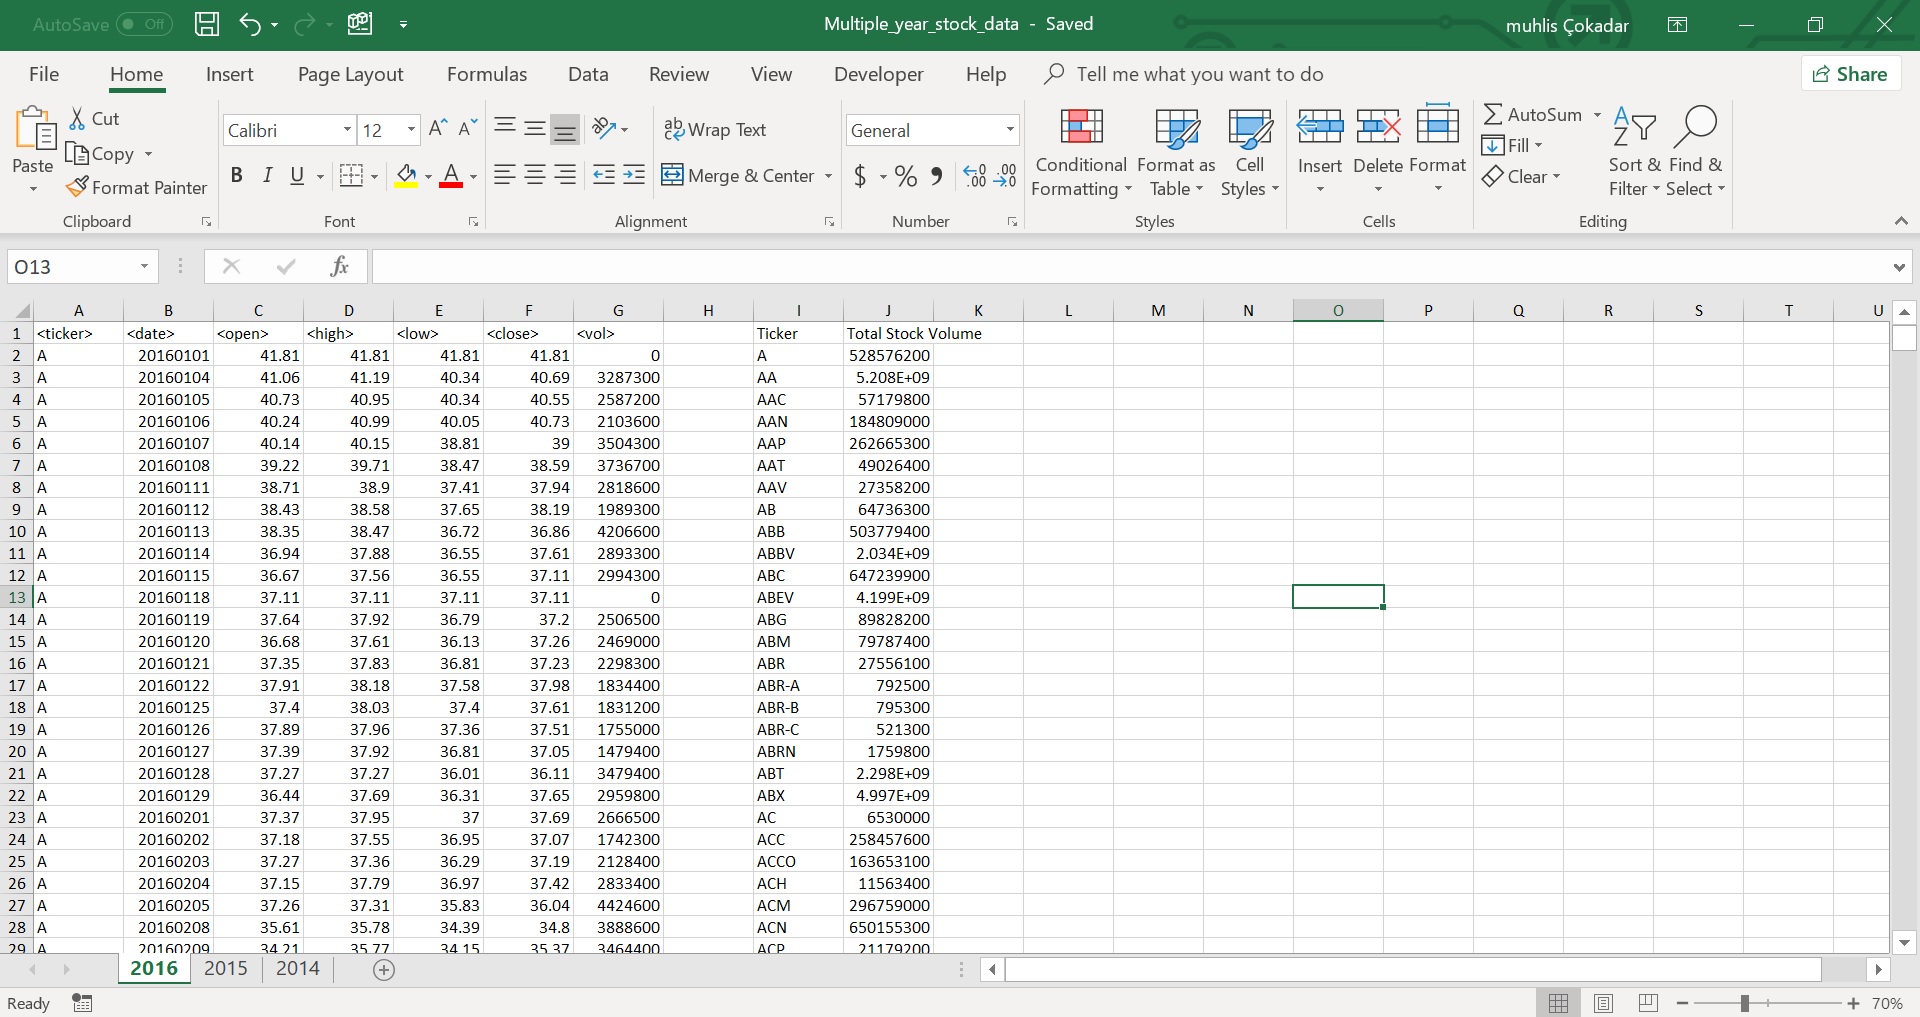 AutoSave Off Multiple_year_stock_data - Saved muhlis Çokadar
File Home Insert Page Layout Formulas Data Review View Developer Help Tell me what you want to do Share
Paste
Cut
Copy
Format Painter
Clipboard
Calibri 12
B I U
Font
Wrap Text
Merge & Center
Alignment
General
$ % ,
Number
Conditional Formatting
Format as Table
Cell Styles
Styles
Insert Delete Format
Cells
AutoSum
Fill
Clear
Sort & Filter
Find & Select
Editing
O13 fx
A B C D E F G H I J K L M N O P Q R S T U
1 <ticker> <date> <open> <high> <low> <close> <vol> Ticker Total Stock Volume
2 A 20160101 41.81 41.81 41.81 41.81 0 A 528576200
3 A 20160104 41.06 41.19 40.34 40.69 3287300 AA 5.208E+09
4 A 20160105 40.73 40.95 40.34 40.55 2587200 AAC 57179800
5 A 20160106 40.24 40.99 40.05 40.73 2103600 AAN 184809000
6 A 20160107 40.14 40.15 38.81 39 3504300 AAP 262665300
7 A 20160108 39.22 39.71 38.47 38.59 3736700 AAT 49026400
8 A 20160111 38.71 38.9 37.41 37.94 2818600 AAV 27358200
9 A 20160112 38.43 38.58 37.65 38.19 1989300 AB 64736300
10 A 20160113 38.35 38.47 36.72 36.86 4206600 ABB 503779400
11 A 20160114 36.94 37.88 36.55 37.61 2893300 ABBV 2.034E+09
12 A 20160115 36.67 37.56 36.55 37.11 2994300 ABC 647239900
13 A 20160118 37.11 37.11 37.11 37.11 0 ABEV 4.199E+09
14 A 20160119 37.64 37.92 36.79 37.2 2506500 ABG 89828200
15 A 20160120 36.68 37.61 36.13 37.26 2469000 ABM 79787400
16 A 20160121 37.35 37.83 36.81 37.23 2298300 ABR 27556100
17 A 20160122 37.91 38.18 37.58 37.98 1834400 ABR-A 792500
18 A 20160125 37.4 38.03 37.4 37.61 1831200 ABR-B 795300
19 A 20160126 37.89 37.96 37.36 37.51 1755000 ABR-C 521300
20 A 20160127 37.39 37.92 36.81 37.05 1479400 ABRN 1759800
21 A 20160128 37.27 37.27 36.01 36.11 3479400 ABT 2.298E+09
22 A 20160129 36.44 37.69 36.31 37.65 2959800 ABX 4.997E+09
23 A 20160201 37.37 37.95 37 37.69 2666500 AC 6530000
24 A 20160202 37.18 37.55 36.95 37.07 1742300 ACC 258457600
25 A 20160203 37.27 37.36 36.29 37.19 2128400 ACCO 163653100
26 A 20160204 37.15 37.79 36.97 37.42 2833400 ACH 11563400
27 A 20160205 37.26 37.31 35.83 36.04 4424600 ACM 296759000
28 A 20160208 35.61 35.78 34.39 34.8 3888600 ACN 650155300
29 A 20160209 34.21 35.77 34.15 35.37 3464400 ACP 21179200
2016 2015 2014
Ready 70%